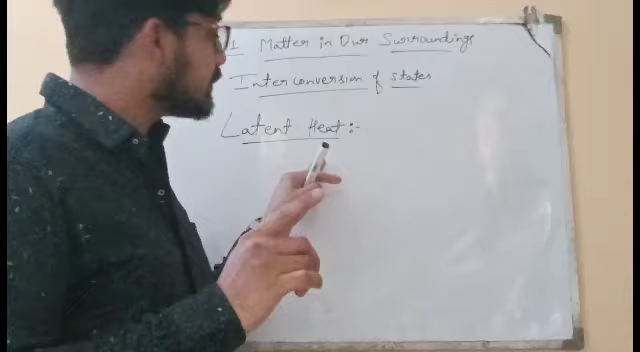 1 Matter in Our Surroundings
Interconversion of states
Latent Heat :-